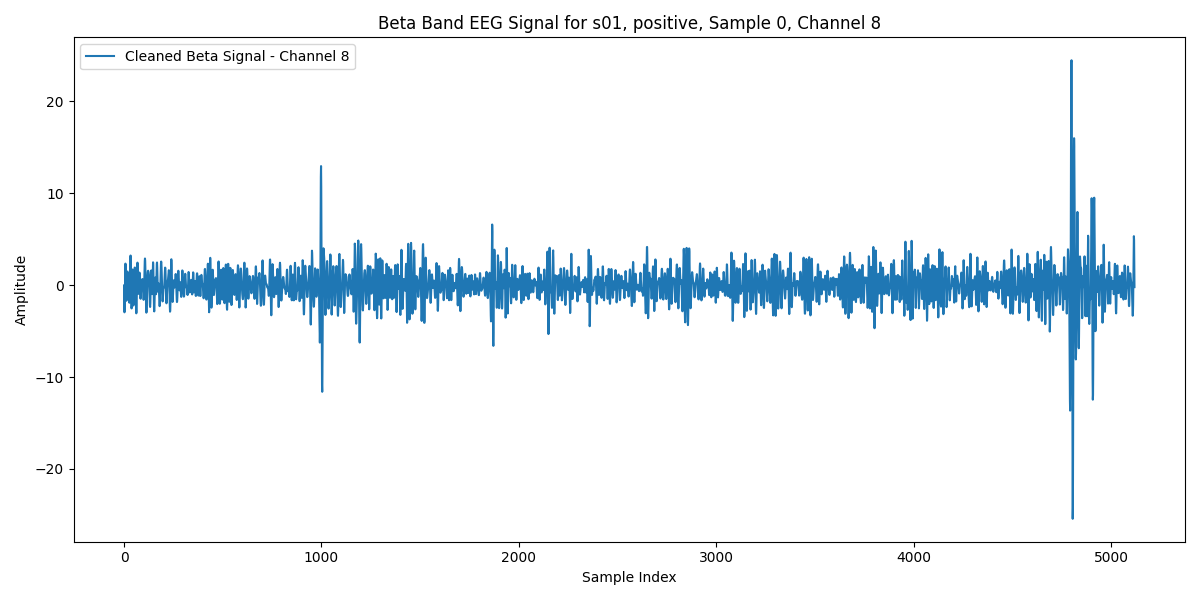 Beta Band EEG Signal for s01, positive, Sample 0, Channel 8
Cleaned Beta Signal - Channel 8
Amplitude
20
10
0
−10
−20
0 1000 2000 3000 4000 5000
Sample Index